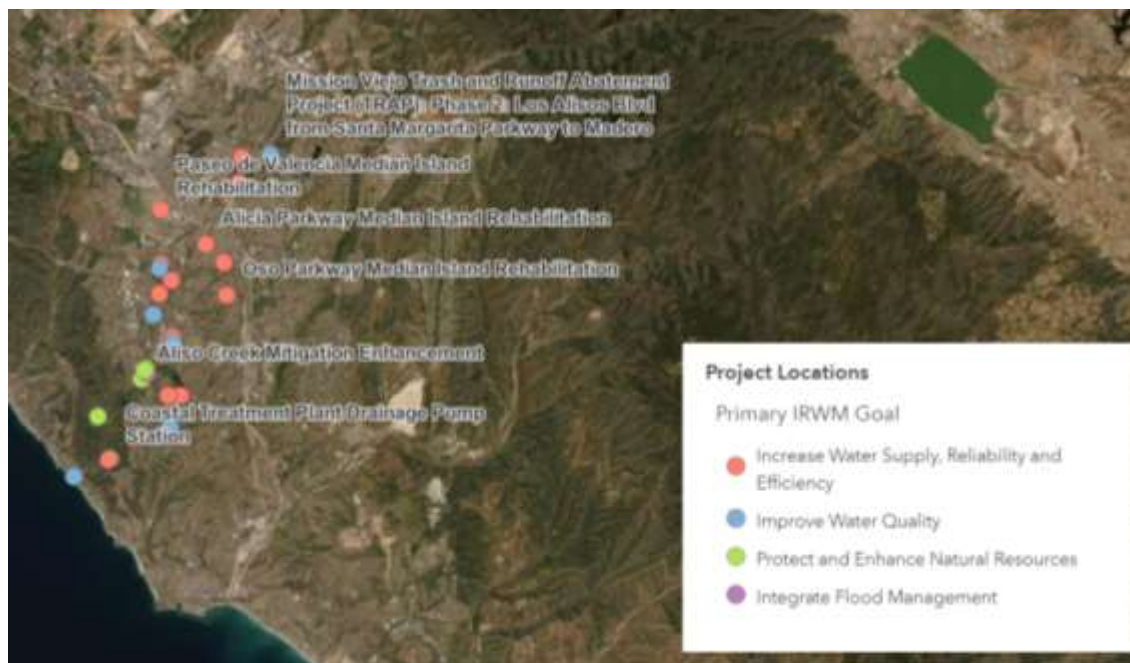 Mission Viejo Trash and Runoff Abatement
Project (TRAP): Phase 2: Los Alisos Blvd
from Santa Margarita Parkway to Madero
Paseo de Valencia Median Island
Rehabilitation
Alicia Parkway Median Island Rehabilitation
Oso Parkway Median Island Rehabilitation
Aliso Creek Mitigation Enhancement
Coastal Treatment Plant Drainage Pump
Station
Project Locations
Primary IRWM Goal
Increase Water Supply, Reliability and
Efficiency
Improve Water Quality
Protect and Enhance Natural Resources
Integrate Flood Management